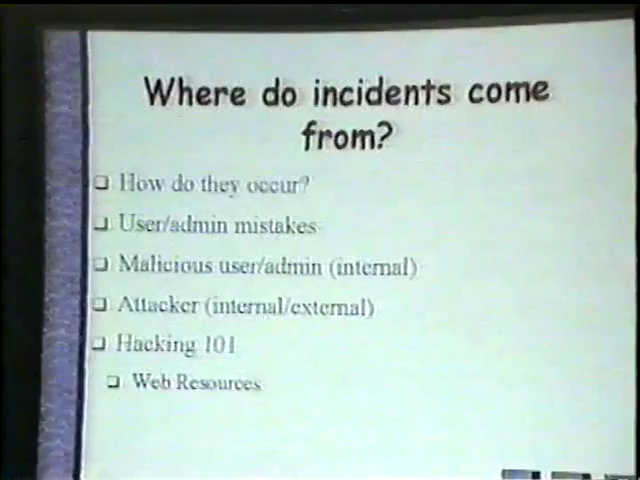 Where do incidents come
from?
How do they occur?
User/admin mistakes
Malicious user/admin (internal)
Attacker (internal/external)
Hacking 101
Web Resources